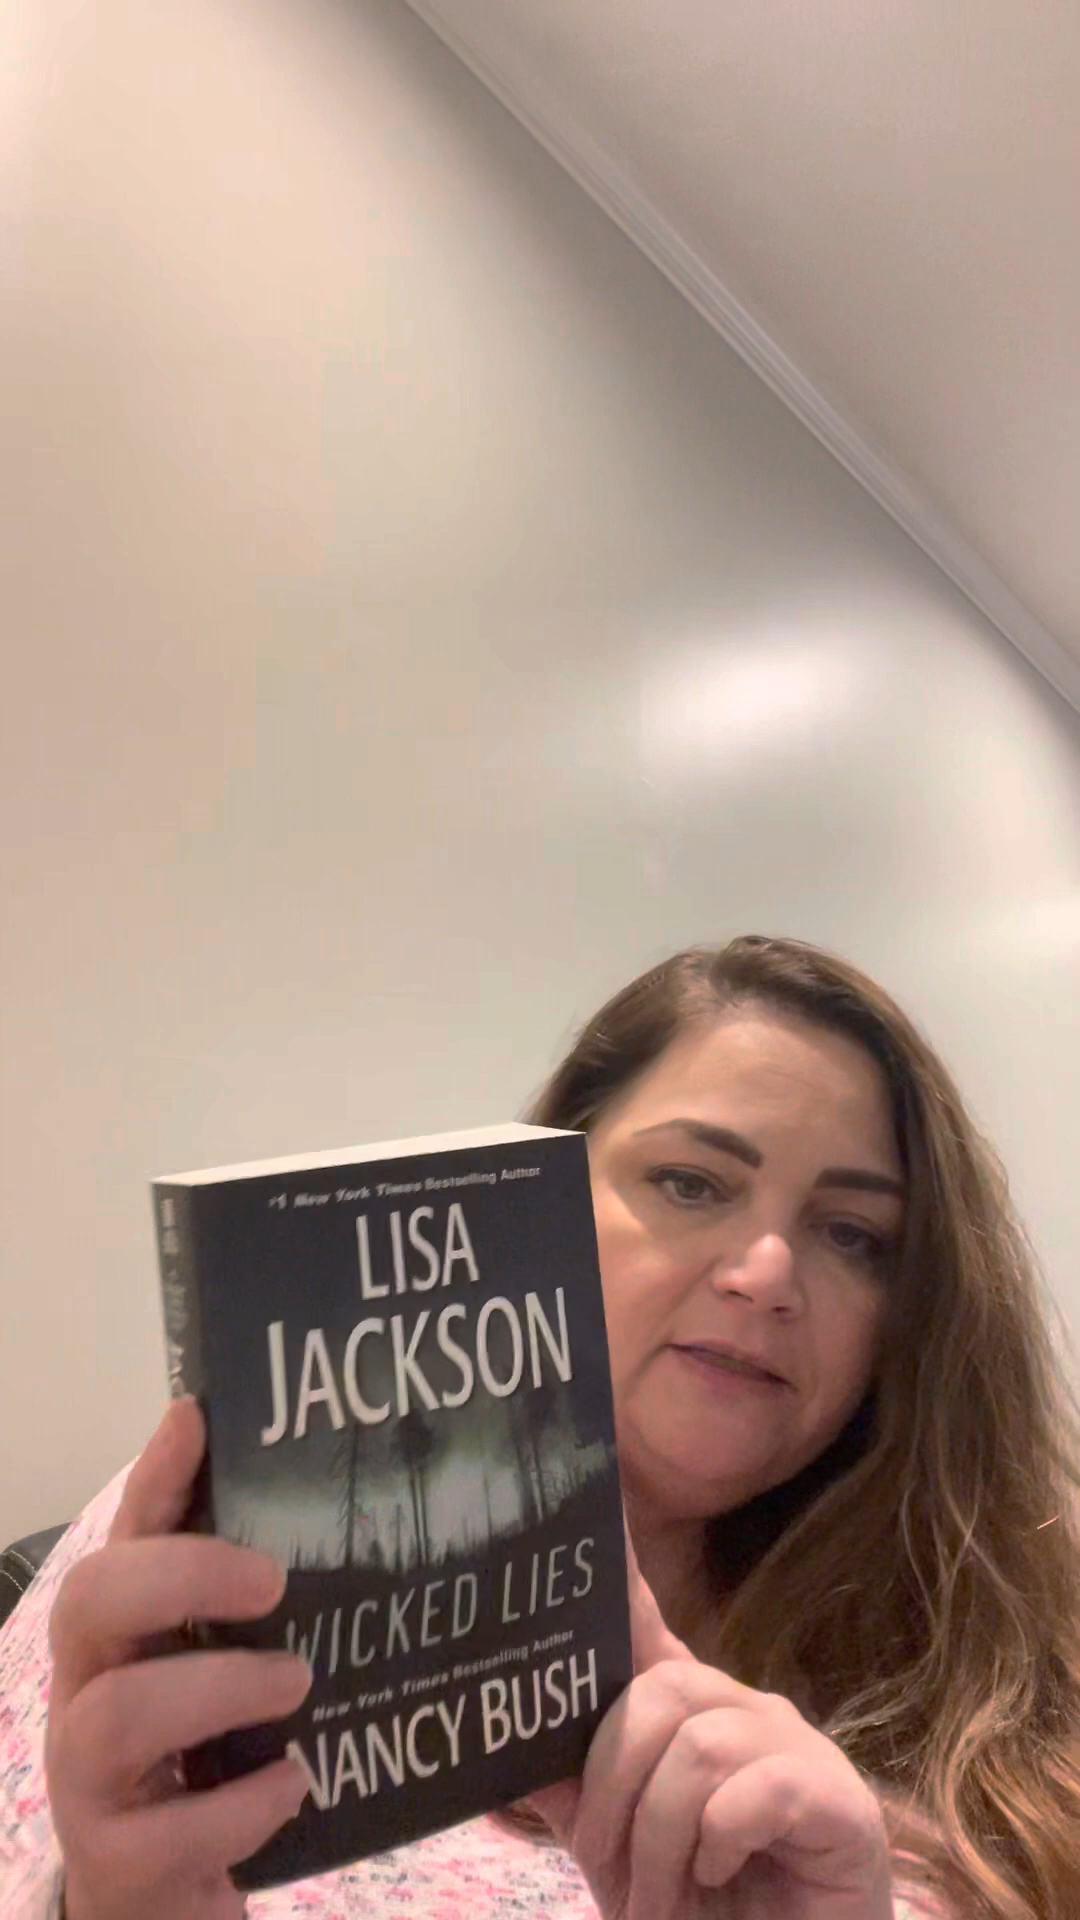 #1 New York Times Bestselling Author
LISA
JACKSON
WICKED LIES
New York Times Bestselling Author
NANCY BUSH